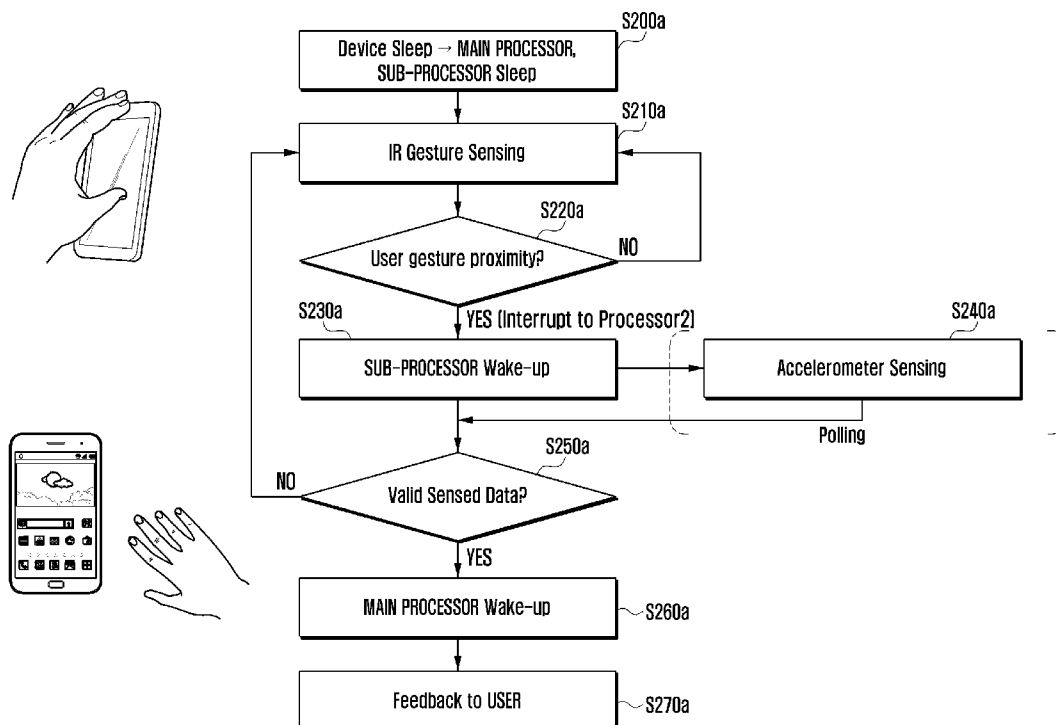 S200a
Device Sleep → MAIN PROCESSOR,
SUB-PROCESSOR Sleep
S210a
IR Gesture Sensing
S220a
User gesture proximity?
NO
YES (Interrupt to Processor2)
S230a
SUB-PROCESSOR Wake-up
S240a
Accelerometer Sensing
Polling
S250a
Valid Sensed Data?
NO
YES
MAIN PROCESSOR Wake-up
S260a
Feedback to USER
S270a